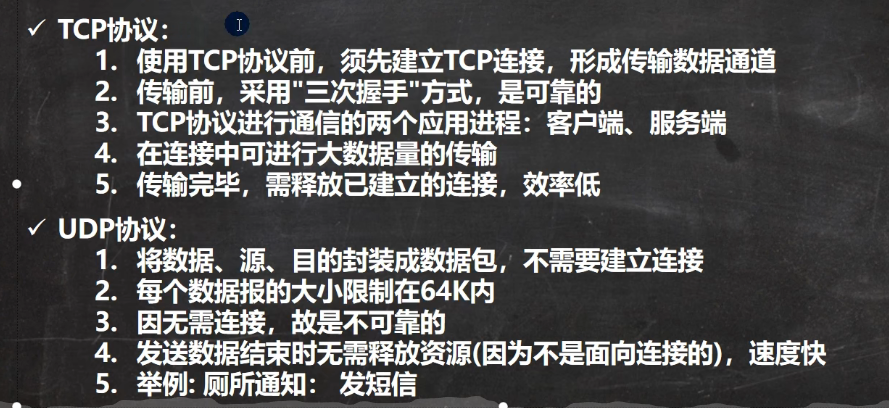 ✓ TCP协议：
1. 使用TCP协议前，须先建立TCP连接，形成传输数据通道
2. 传输前，采用"三次握手"方式，是可靠的
3. TCP协议进行通信的两个应用进程：客户端、服务端
4. 在连接中可进行大数据量的传输
5. 传输完毕，需释放已建立的连接，效率低
✓ UDP协议：
1. 将数据、源、目的封装成数据包，不需要建立连接
2. 每个数据报的大小限制在64K内
3. 因无需连接，故是不可靠的
4. 发送数据结束时无需释放资源(因为不是面向连接的)，速度快
5. 举例: 厕所通知： 发短信